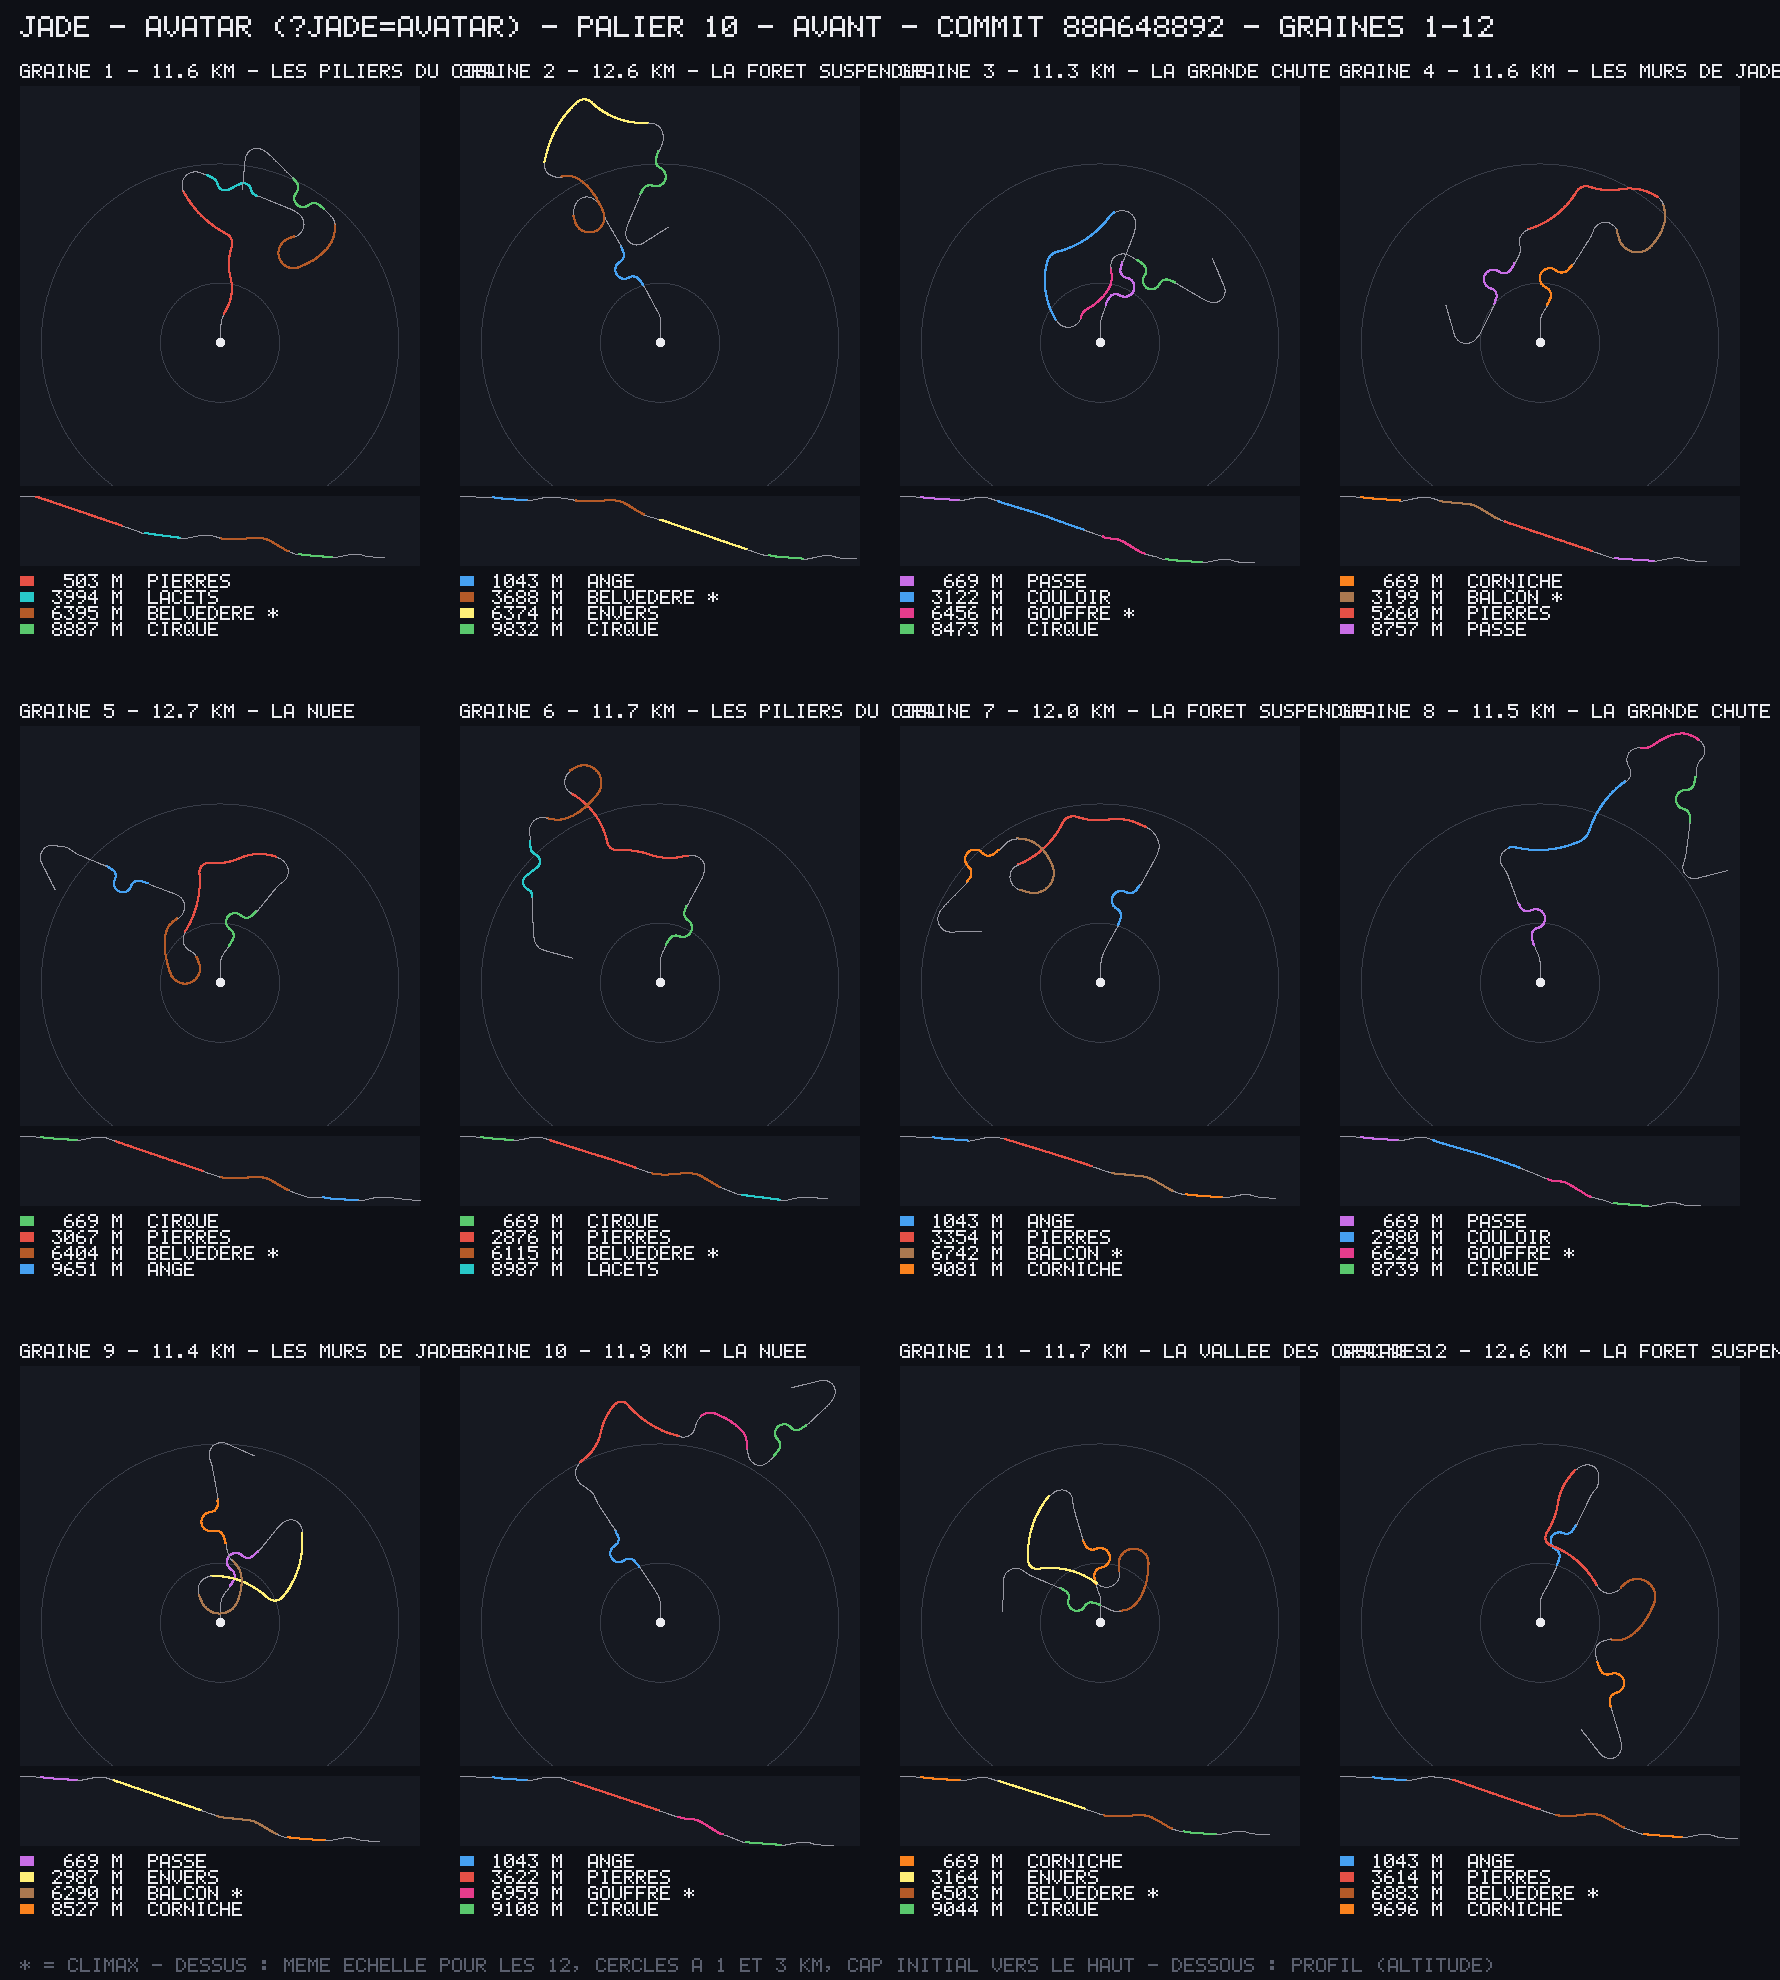 JADE - AVATAR (?JADE=AVATAR) - PALIER 10 - AVANT - COMMIT 88A648892 - GRAINES 1-12
GRAINE 1 - 11.6 KM - LES PILIERS DU
GRAINE 2 - 12.6 KM - LA FORET SUSPENDUE
GRAINE 3 - 11.3 KM - LA GRANDE CHUTE
GRAINE 4 - 11.6 KM - LES MURS DE JADE
503 M PIERRES
3994 M LACETS
6395 M BELVEDERE *
8887 M CIRQUE
1043 M ANGE
3688 M BELVEDERE *
6374 M ENVERS
9832 M CIRQUE
669 M PASSE
3122 M COULOIR
6456 M GOUFFRE *
8473 M CIRQUE
669 M CORNICHE
3199 M BALCON *
5260 M PIERRES
8757 M PASSE
GRAINE 5 - 12.7 KM - LA NUEE
GRAINE 6 - 11.7 KM - LES PILIERS DU
GRAINE 7 - 12.0 KM - LA FORET SUSPENDUE
GRAINE 8 - 11.5 KM - LA GRANDE CHUTE
669 M CIRQUE
3067 M PIERRES
6404 M BELVEDERE *
9651 M ANGE
669 M CIRQUE
2876 M PIERRES
6115 M BELVEDERE *
8987 M LACETS
1043 M ANGE
3354 M PIERRES
6742 M BALCON *
9081 M CORNICHE
669 M PASSE
2980 M COULOIR
6629 M GOUFFRE *
8739 M CIRQUE
GRAINE 9 - 11.4 KM - LES MURS DE JADE
GRAINE 10 - 11.9 KM - LA NUEE
GRAINE 11 - 11.7 KM - LA VALLEE DES
GRAINE 12 - 12.6 KM - LA FORET SUSPEN
669 M PASSE
2987 M ENVERS
6290 M BALCON *
8527 M CORNICHE
1043 M ANGE
3622 M PIERRES
6959 M GOUFFRE *
9108 M CIRQUE
669 M CORNICHE
3164 M ENVERS
6503 M BELVEDERE *
9044 M CIRQUE
1043 M ANGE
3614 M PIERRES
6883 M BELVEDERE *
9696 M CORNICHE
* = CLIMAX - DESSUS : MEME ECHELLE POUR LES 12, CERCLES A 1 ET 3 KM, CAP INITIAL VERS LE HAUT - DESSOUS : PROFIL (ALTITUDE)